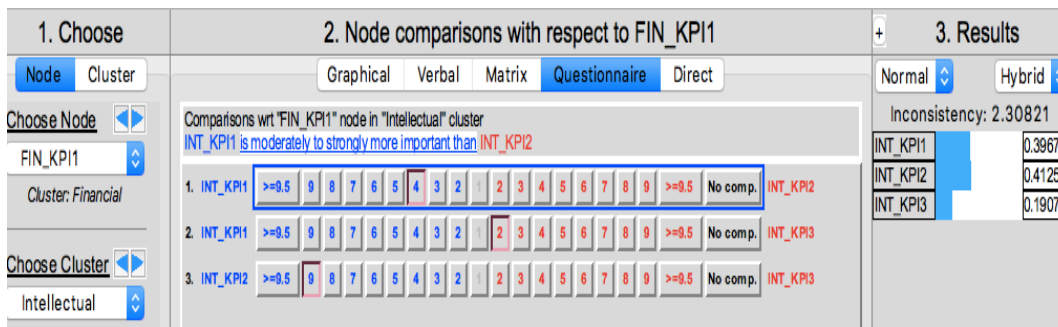 1. Choose
2. Node comparisons with respect to FIN_KPI1
+ 3. Results
Node Cluster
Graphical Verbal Matrix Questionnaire Direct
Normal Hybrid
Choose Node
FIN_KPI1
Cluster: Financial
Choose Cluster
Intellectual
Comparisons wrt "FIN_KPI1" node in "Intellectual" cluster
INT_KPI1 is moderately to strongly more important than INT_KPI2
1. INT_KPI1 >=9.5 9 8 7 6 5 4 3 2 1 2 3 4 5 6 7 8 9 >=9.5 No comp. INT_KPI2
2. INT_KPI1 >=9.5 9 8 7 6 5 4 3 2 1 2 3 4 5 6 7 8 9 >=9.5 No comp. INT_KPI3
3. INT_KPI2 >=9.5 9 8 7 6 5 4 3 2 1 2 3 4 5 6 7 8 9 >=9.5 No comp. INT_KPI3
Inconsistency: 2.30821
INT_KPI1 0.3967
INT_KPI2 0.4125
INT_KPI3 0.1907